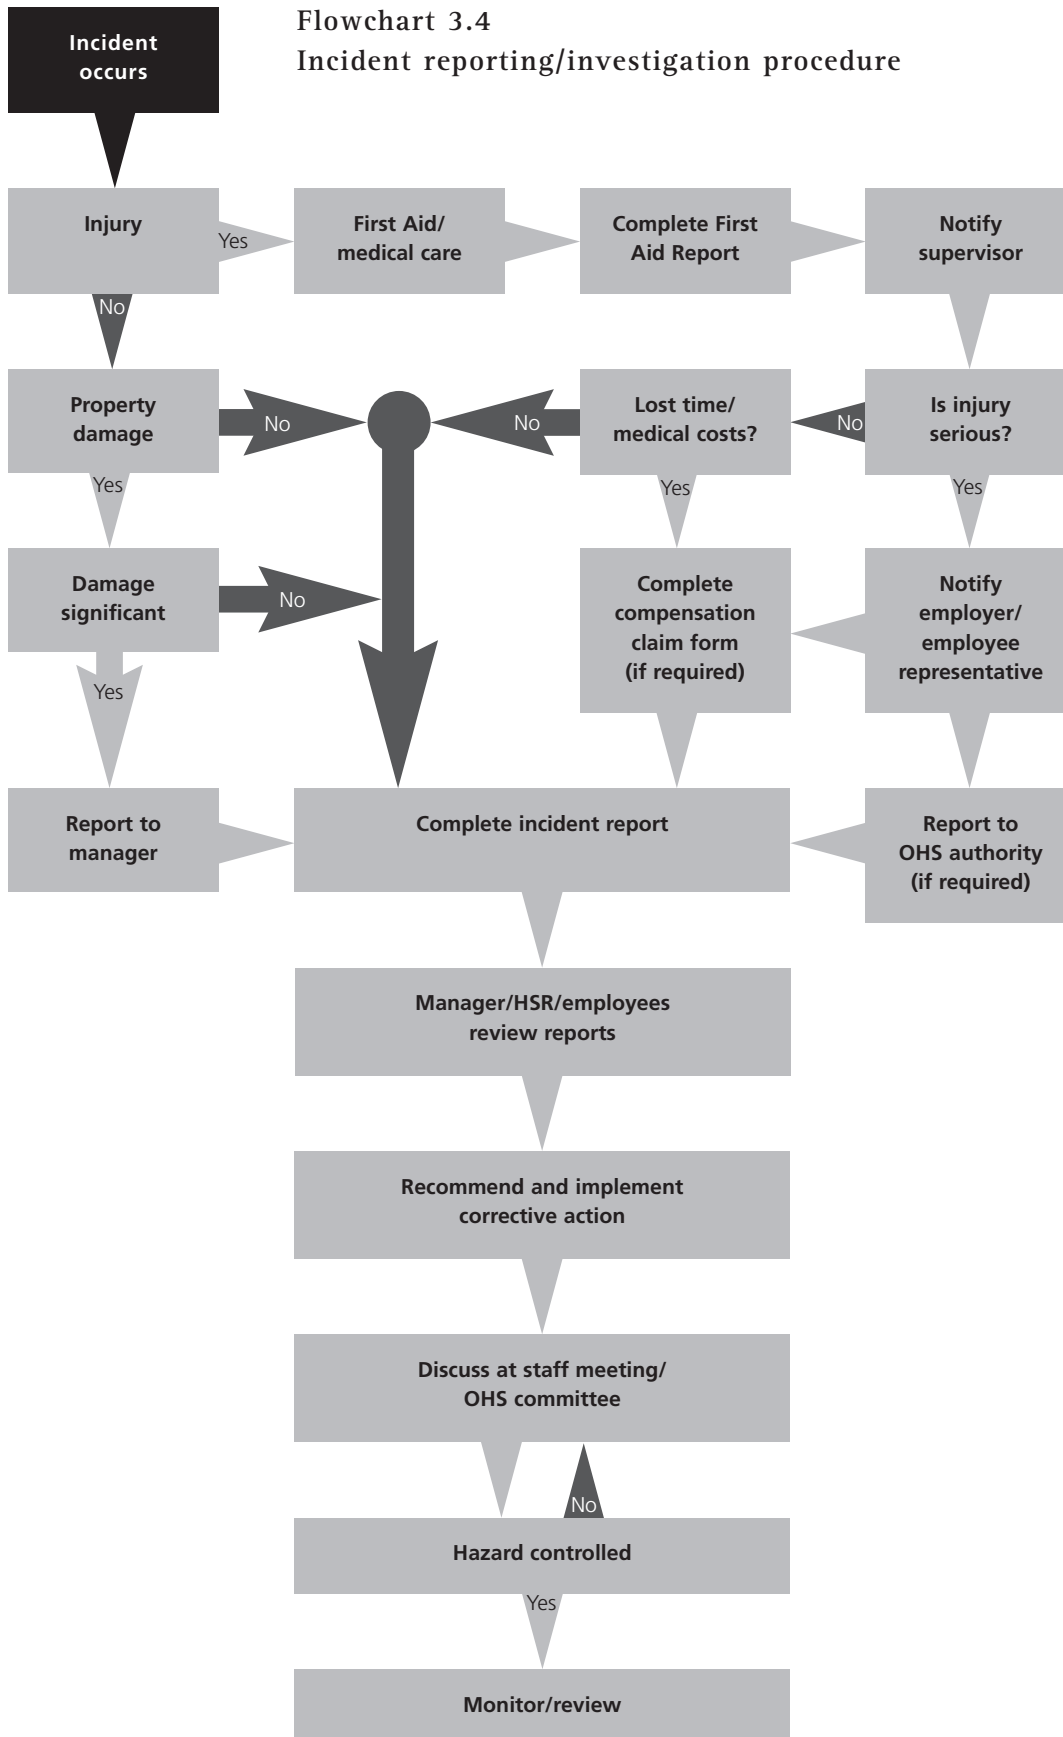 Flowchart 3.4
Incident reporting/investigation procedure
Incident
occurs
Injury
Yes
First Aid/
medical care
Complete First
Aid Report
Notify
supervisor
No
Property
damage
No
No
Lost time/
medical costs?
No
Is injury
serious?
Yes
Yes
Yes
Damage
significant
No
Complete
compensation
claim form
(if required)
Notify
employer/
employee
representative
Yes
Report to
manager
Complete incident report
Report to
OHS authority
(if required)
Manager/HSR/employees
review reports
Recommend and implement
corrective action
Discuss at staff meeting/
OHS committee
No
Hazard controlled
Yes
Monitor/review